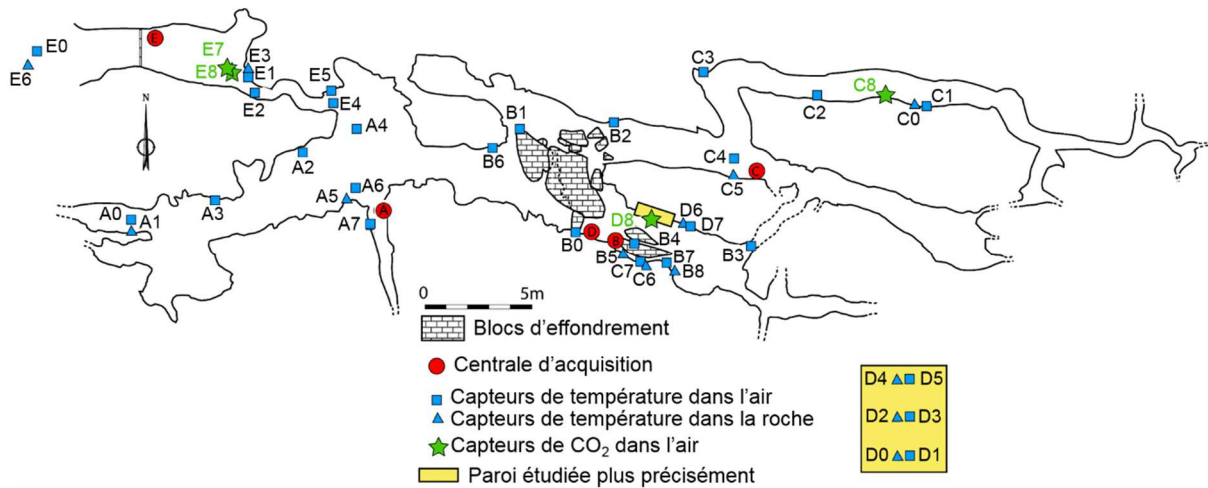 E
E0
E6
E7
E3
E8
E1
E2
E5
E4
N
A4
A2
A0
A1
A3
A6
A5
A
A7
B1
B6
B2
C3
C8
C1
C2
C0
C4
C
C5
D8
D6
D7
B0
D
B
B4
B5
B7
B3
C7
C6
B8
0 5m
Blocs d'effondrement
Centrale d'acquisition
Capteurs de température dans l'air
Capteurs de température dans la roche
Capteurs de CO₂ dans l'air
Paroi étudiée plus précisément
D4 D5
D2 D3
D0 D1